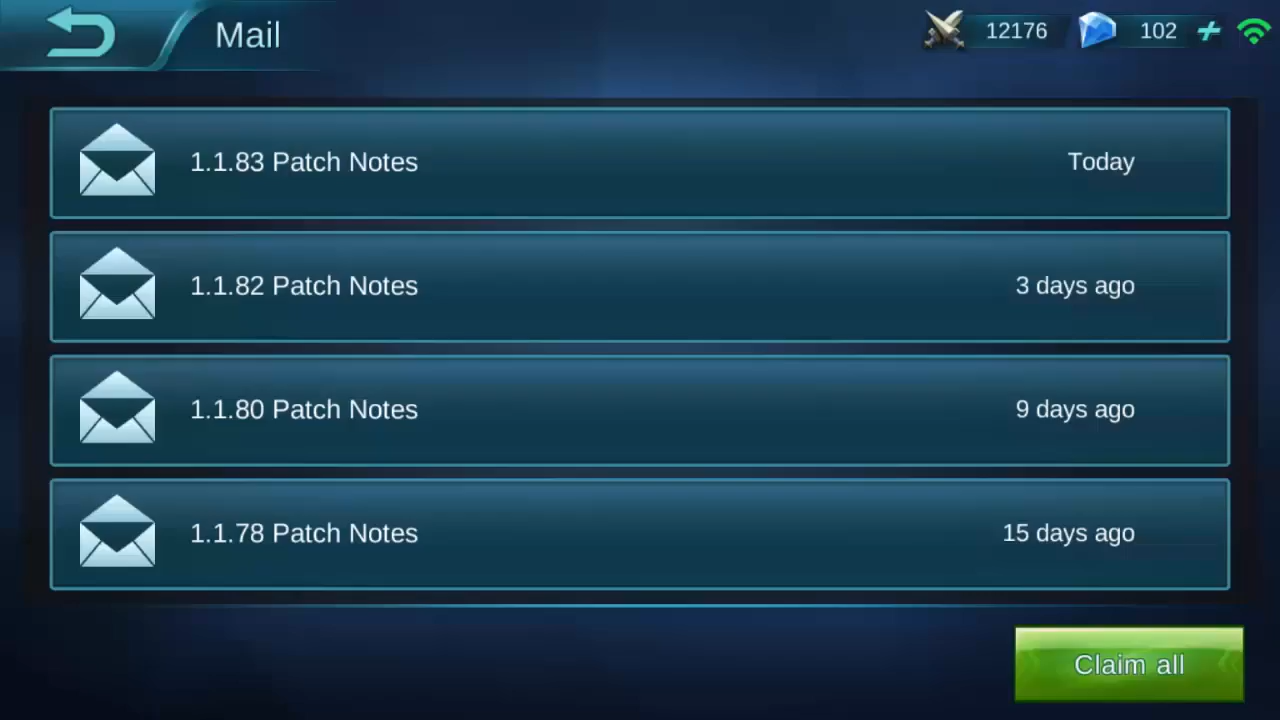 Mail
12176
102
1.1.83 Patch Notes
Today
1.1.82 Patch Notes
3 days ago
1.1.80 Patch Notes
9 days ago
1.1.78 Patch Notes
15 days ago
Claim all